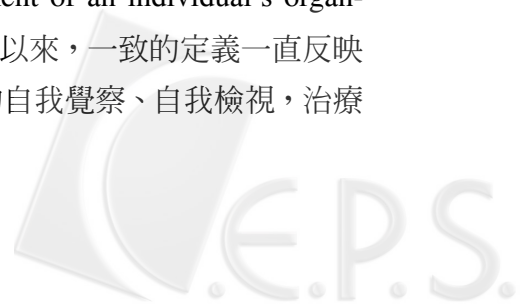 ent of an individual's organ-
以來，一致的定義一直反映
自我覺察、自我檢視，治療
C.E.P.S.